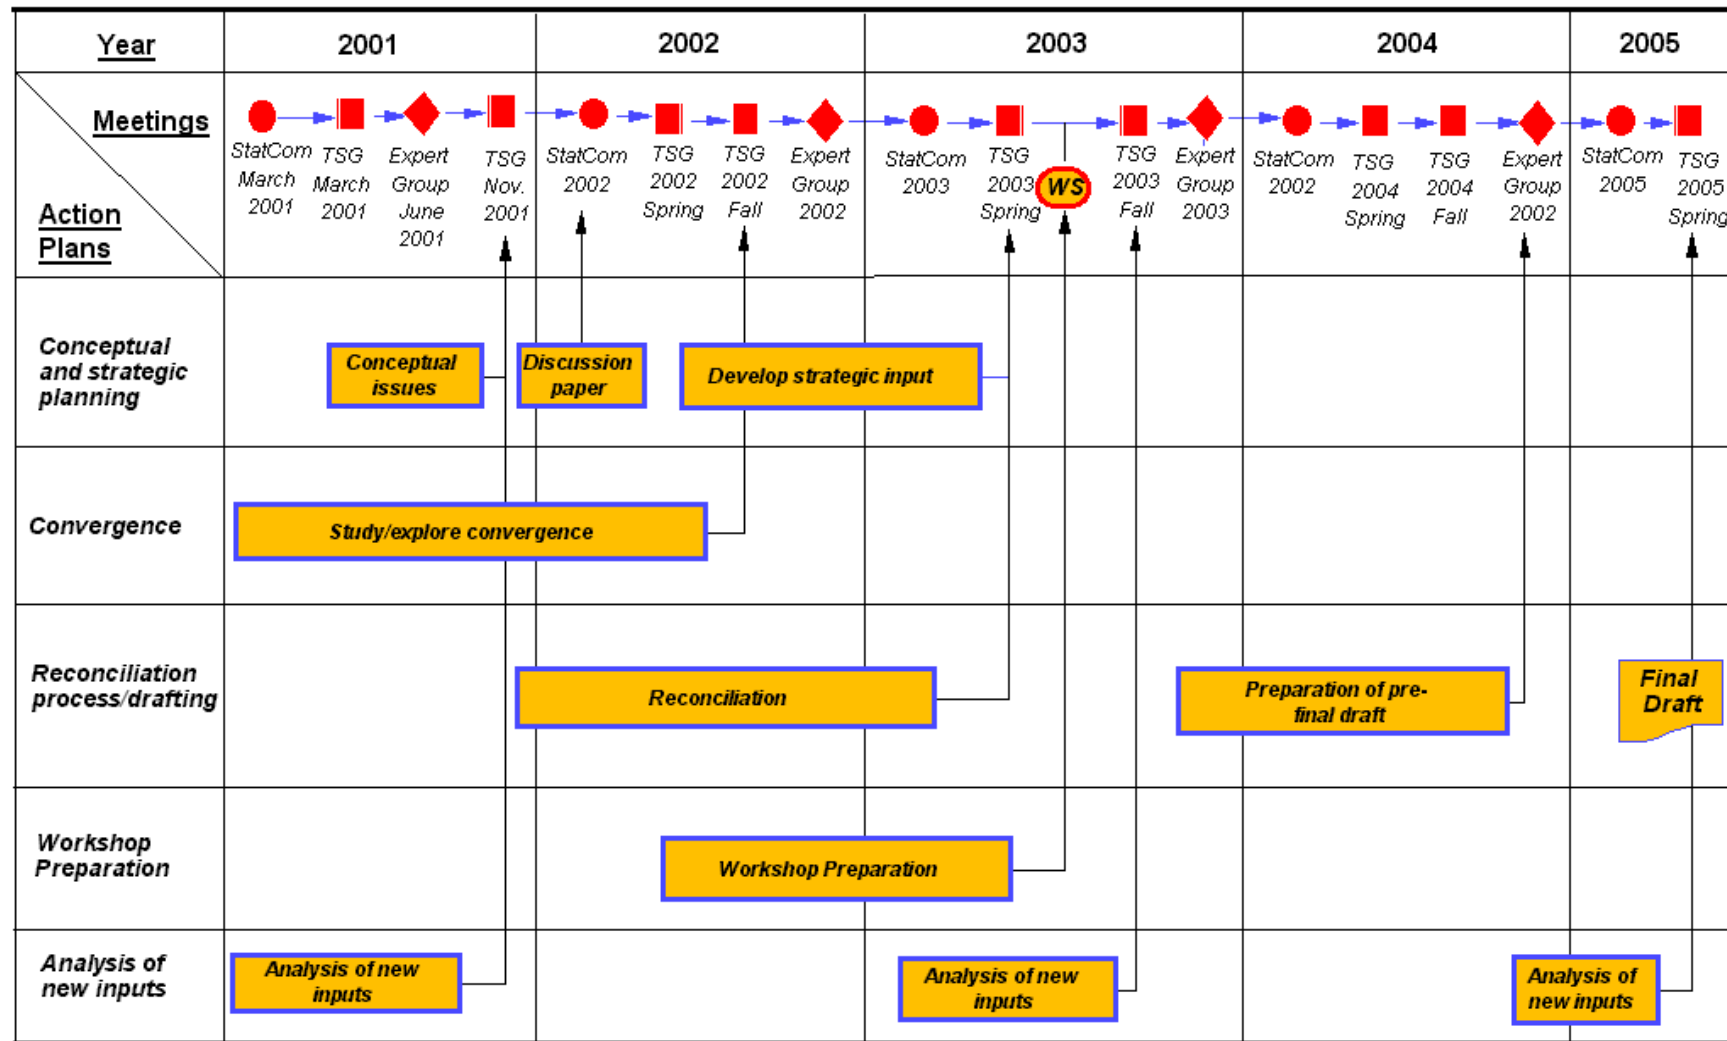 Year
2001
2002
2003
2004
2005
Meetings
Action
Plans
StatCom
March
2001
TSG
March
2001
Expert
Group
June
2001
TSG
Nov.
2001
StatCom
2002
TSG
2002
Spring
TSG
2002
Fall
Expert
Group
2002
StatCom
2003
TSG
2003
Spring
WS
TSG
2003
Fall
Expert
Group
2003
StatCom
2002
TSG
2004
Spring
TSG
2004
Fall
Expert
Group
2002
StatCom
2005
TSG
2005
Spring
Conceptual
and strategic
planning
Conceptual
issues
Discussion
paper
Develop strategic input
Convergence
Study/explore convergence
Reconciliation
process/drafting
Reconciliation
Preparation of pre-
final draft
Final
Draft
Workshop
Preparation
Workshop Preparation
Analysis of
new inputs
Analysis of new
inputs
Analysis of new
inputs
Analysis of
new inputs